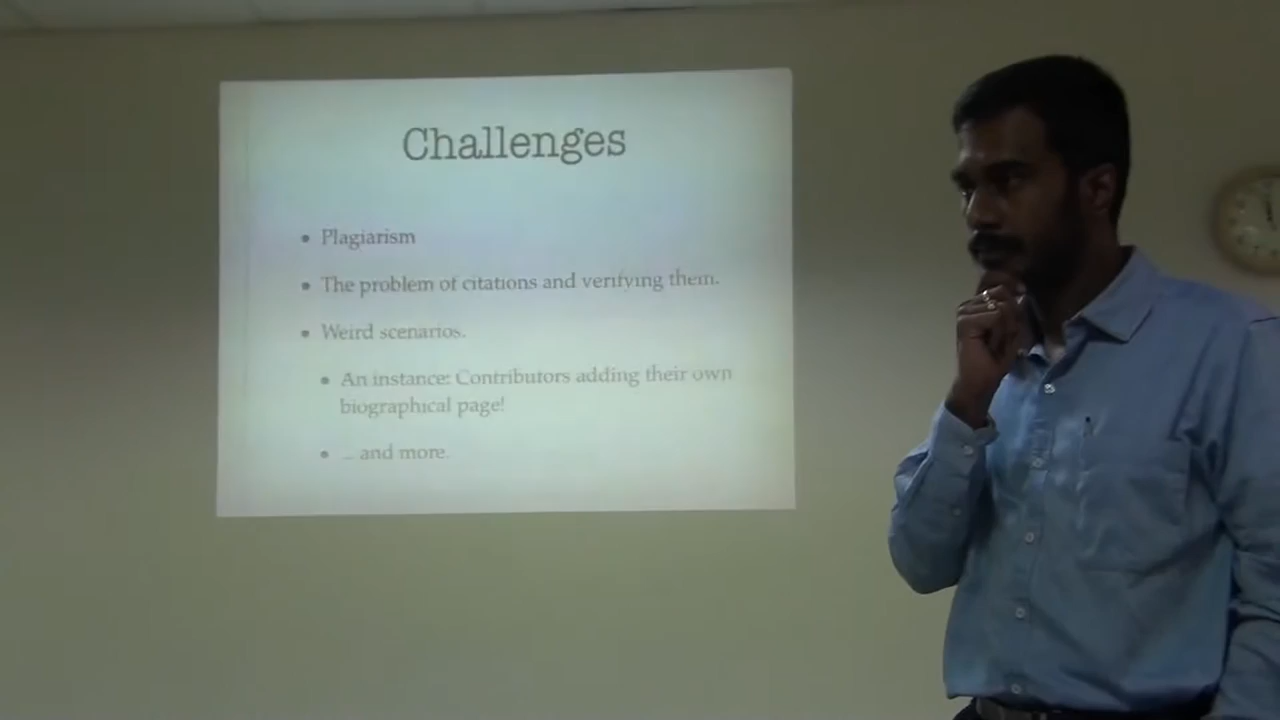 Challenges
• Plagiarism
• The problem of citations and verifying them.
• Weird scenarios.
• An instance: Contributors adding their own
biographical page!
• ... and more.